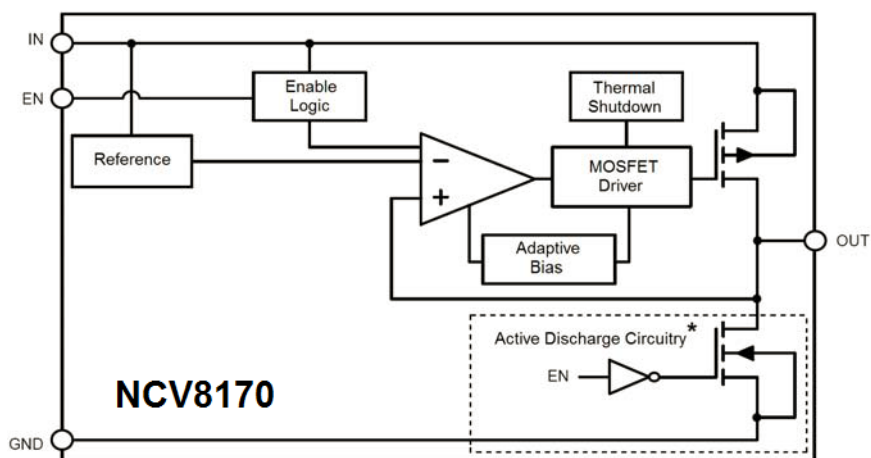 IN
EN
Enable
Logic
Thermal
Shutdown
Reference
−
+
MOSFET
Driver
Adaptive
Bias
OUT
Active Discharge Circuitry*
EN
NCV8170
GND